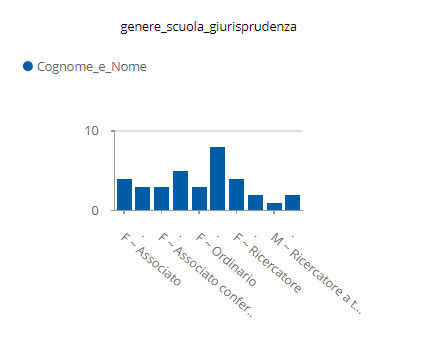 genere_scuola_giurisprudenza
Cognome_e_Nome
10
0
F ~ Associato
.
F ~ Associato confer..
.
F ~ Ordinario
.
F ~ Ricercatore
.
M ~ Ricercatore a t...
.